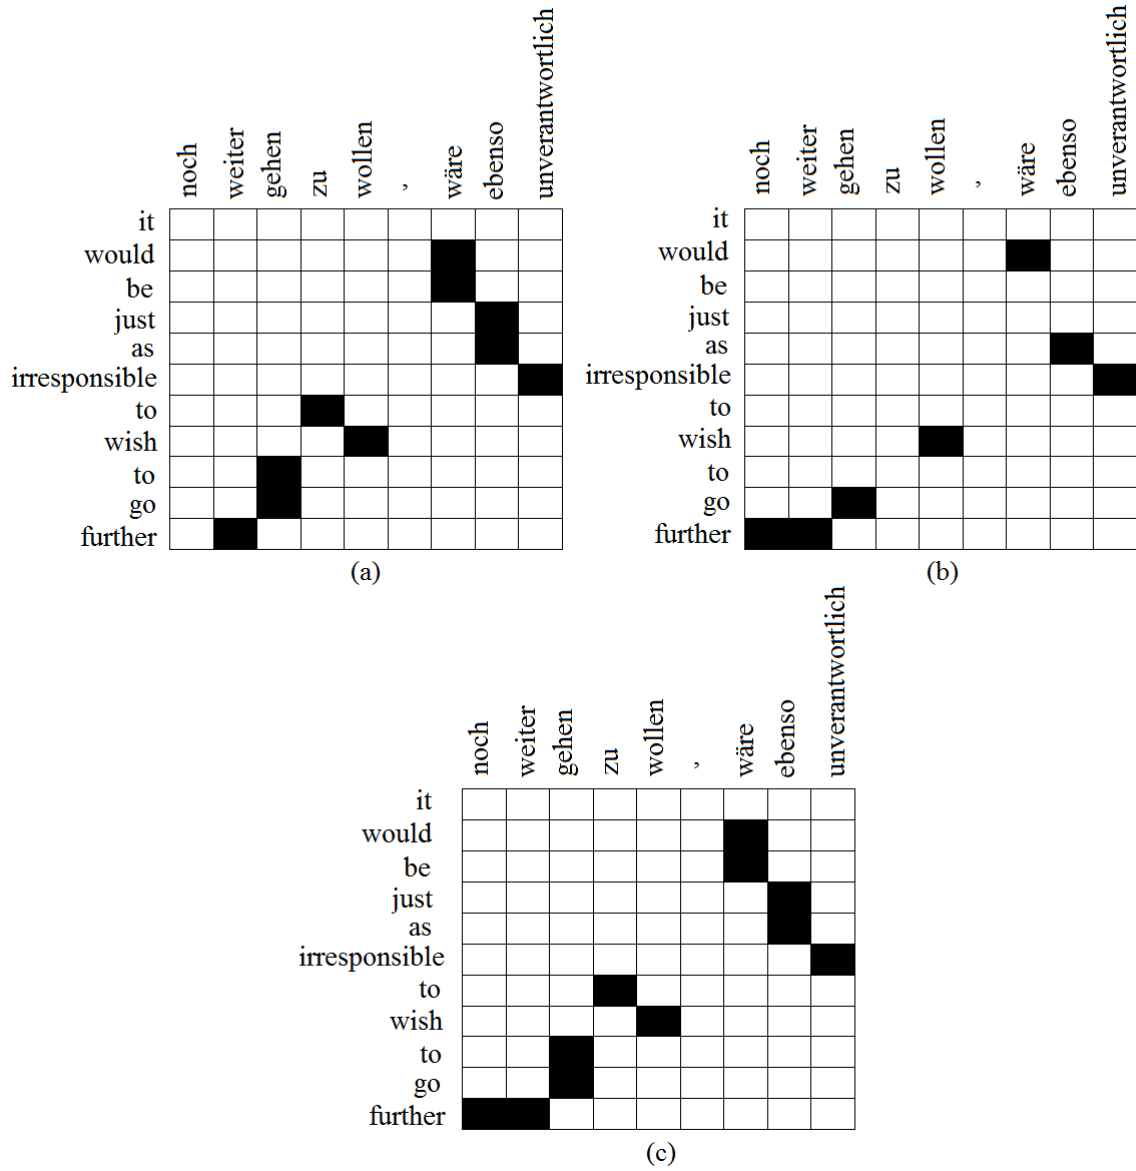 noch weiter gehen zu wollen , wäre ebenso unverantwortlich
it
would
be
just
as
irresponsible
to
wish
to
go
further
(a)
noch weiter gehen zu wollen , wäre ebenso unverantwortlich
it
would
be
just
as
irresponsible
to
wish
to
go
further
(b)
noch weiter gehen zu wollen , wäre ebenso unverantwortlich
it
would
be
just
as
irresponsible
to
wish
to
go
further
(c)